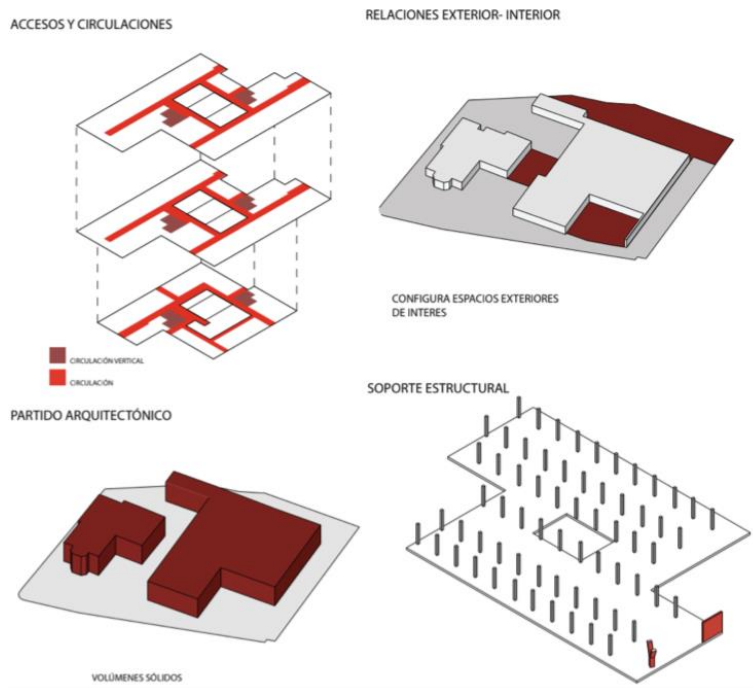 ACCESOS Y CIRCULACIONES
RELACIONES EXTERIOR- INTERIOR
CONFIGURA ESPACIOS EXTERIORES
DE INTERES
CIRCULACIÓN VERTICAL
CIRCULACIÓN
PARTIDO ARQUITECTÓNICO
SOPORTE ESTRUCTURAL
VOLÚMENES SÓLIDOS